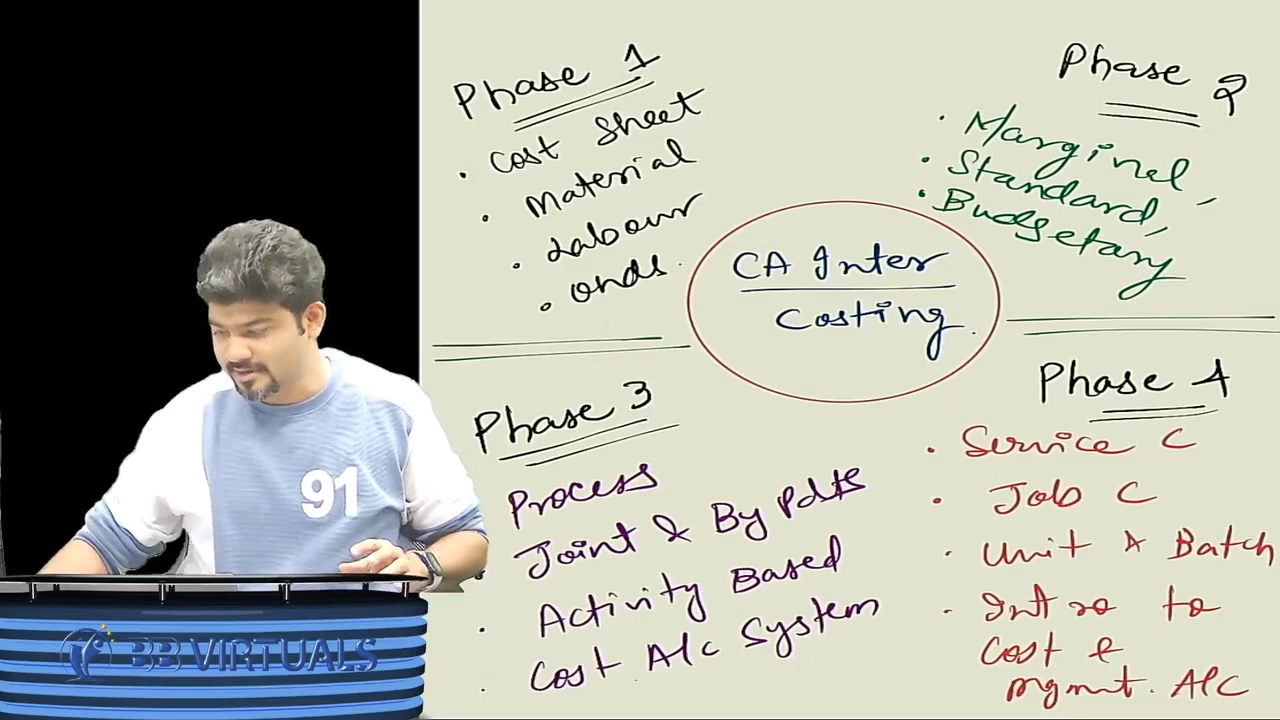 Phase 1
• Cost Sheet
• Material
• Labour
• OHDs.
Phase 2
• Marginal,
• Standard,
• Budgetary
CA Inter
Costing.
Phase 3
Process
• Joint & By Pdts
• Activity Based
• Cost A/c System
Phase 4
• Service C
• Job C
• Unit & Batch
• Intro to
Cost &
Mgmt. A/C
91
BB VIRTUALS